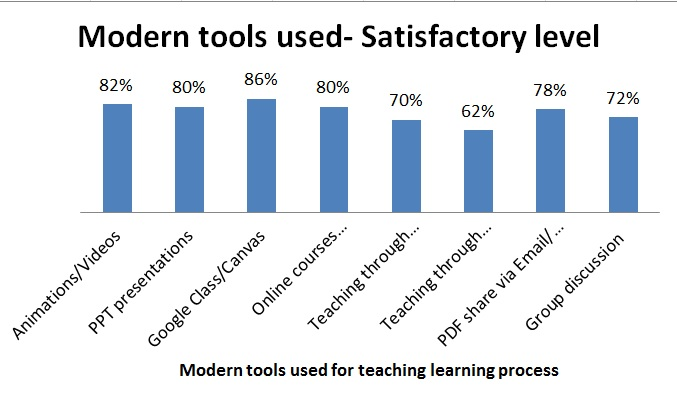 Modern tools used- Satisfactory level
82%
80%
86%
80%
70%
62%
78%
72%
Animations/Videos
PPT presentations
Google Class/Canvas
Online courses...
Teaching through...
Teaching through...
PDF share via Email/...
Group discussion
Modern tools used for teaching learning process